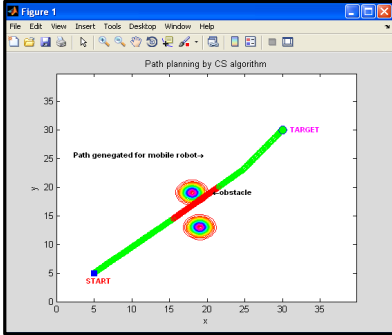 Figure 1
File Edit View Insert Tools Desktop Window Help
Path planning by CS algorithm
35
30
25
20
15
10
5
0
y
TARGET
Path genegated for mobile robot→
←obstacle
START
0 5 10 15 20 25 30 35
x